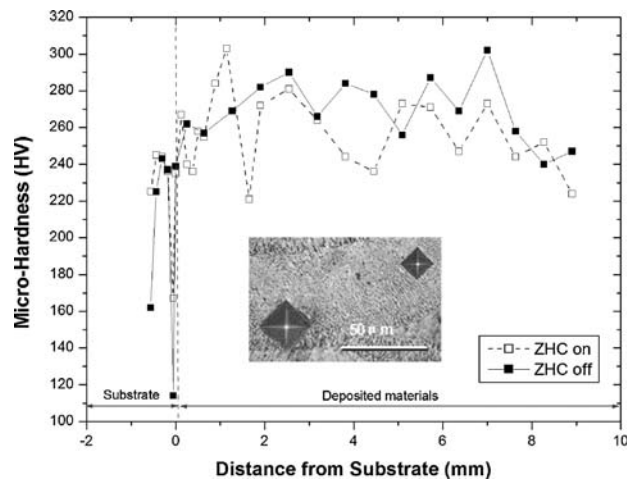 Micro-Hardness (HV)
320
300
280
260
240
220
200
180
160
140
120
100
50 µm
ZHC on
ZHC off
Substrate
Deposited materials
-2
0
2
4
6
8
10
Distance from Substrate (mm)